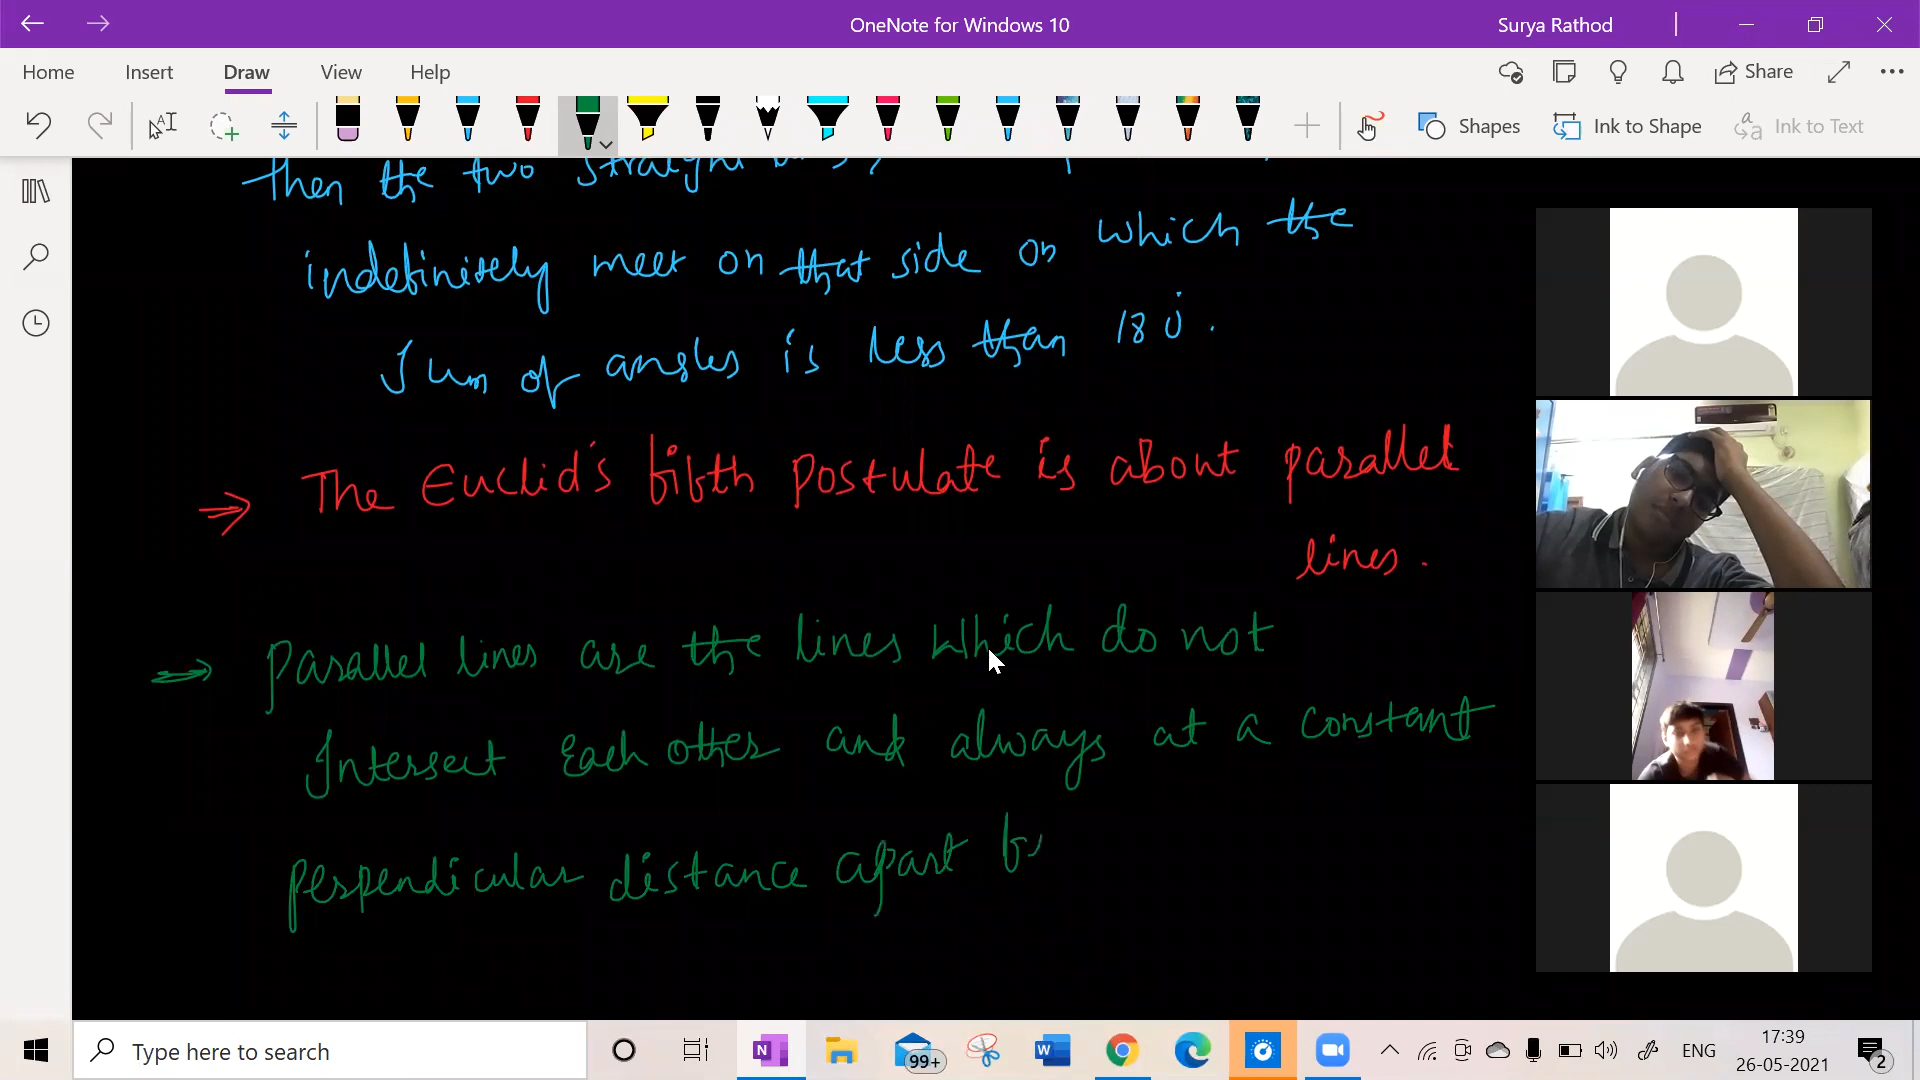 OneNote for Windows 10
Surya Rathod
Home Insert Draw View Help
Share
Shapes Ink to Shape Ink to Text
then the two straight
indefinitely meet on that side on which the
Sum of angles is less than 180°.
⇒ The Euclid's fifth postulate is about parallel
lines.
⇒ parallel lines are the lines which do not
Intersect Each other and always at a constant
perpendicular distance apart
Type here to search
99+
ENG
17:39
26-05-2021
2